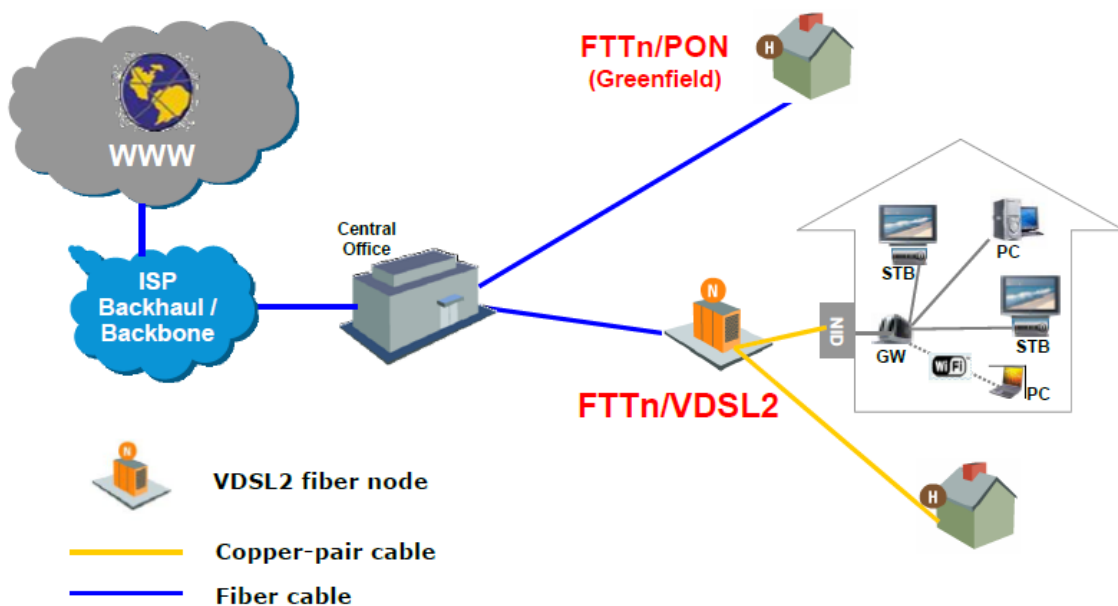 FTTn/PON
(Greenfield)
H
WWW
Central
Office
ISP
Backhaul /
Backbone
STB
PC
N
NID
GW
STB
WiFi
PC
FTTn/VDSL2
N
VDSL2 fiber node
H
Copper-pair cable
Fiber cable